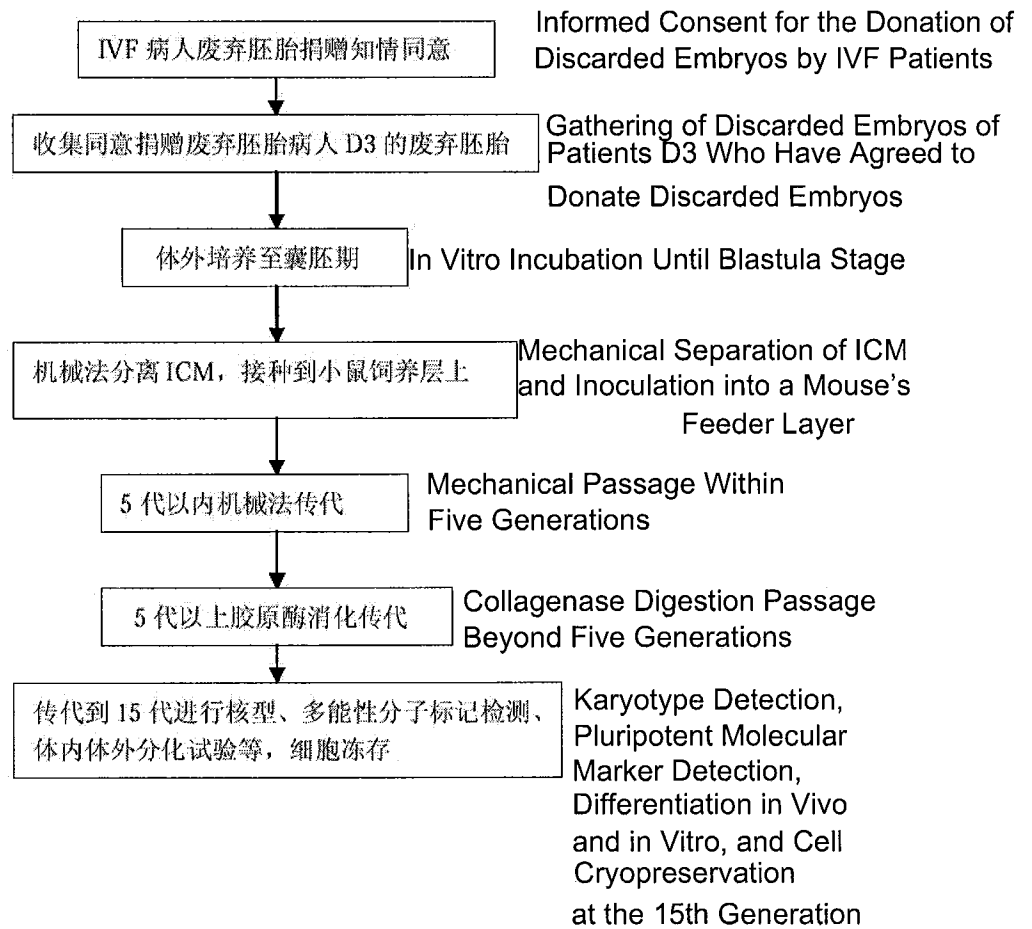 IVF 病人废弃胚胎捐赠知情同意
Informed Consent for the Donation of
Discarded Embryos by IVF Patients
收集同意捐赠废弃胚胎病人 D3 的废弃胚胎
Gathering of Discarded Embryos of
Patients D3 Who Have Agreed to
Donate Discarded Embryos
体外培养至囊胚期
In Vitro Incubation Until Blastula Stage
机械法分离 ICM，接种到小鼠饲养层上
Mechanical Separation of ICM
and Inoculation into a Mouse's
Feeder Layer
5 代以内机械法传代
Mechanical Passage Within
Five Generations
5 代以上胶原酶消化传代
Collagenase Digestion Passage
Beyond Five Generations
传代到 15 代进行核型、多能性分子标记检测、
体内体外分化试验等，细胞冻存
Karyotype Detection,
Pluripotent Molecular
Marker Detection,
Differentiation in Vivo
and in Vitro, and Cell
Cryopreservation
at the 15th Generation